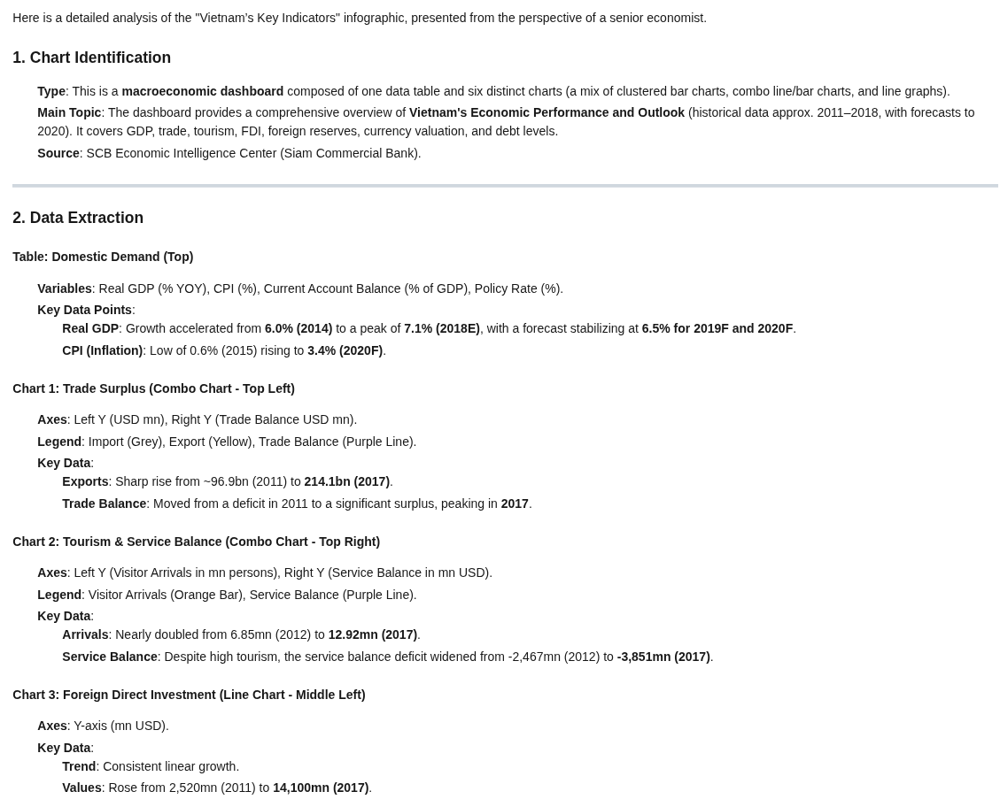 Here is a detailed analysis of the "Vietnam’s Key Indicators" infographic, presented from the perspective of a senior economist.
1. Chart Identification
Type: This is a macroeconomic dashboard composed of one data table and six distinct charts (a mix of clustered bar charts, combo line/bar charts, and line graphs).
Main Topic: The dashboard provides a comprehensive overview of Vietnam's Economic Performance and Outlook (historical data approx. 2011–2018, with forecasts to
2020). It covers GDP, trade, tourism, FDI, foreign reserves, currency valuation, and debt levels.
Source: SCB Economic Intelligence Center (Siam Commercial Bank).
2. Data Extraction
Table: Domestic Demand (Top)
Variables: Real GDP (% YOY), CPI (%), Current Account Balance (% of GDP), Policy Rate (%).
Key Data Points:
Real GDP: Growth accelerated from 6.0% (2014) to a peak of 7.1% (2018E), with a forecast stabilizing at 6.5% for 2019F and 2020F.
CPI (Inflation): Low of 0.6% (2015) rising to 3.4% (2020F).
Chart 1: Trade Surplus (Combo Chart - Top Left)
Axes: Left Y (USD mn), Right Y (Trade Balance USD mn).
Legend: Import (Grey), Export (Yellow), Trade Balance (Purple Line).
Key Data:
Exports: Sharp rise from ~96.9bn (2011) to 214.1bn (2017).
Trade Balance: Moved from a deficit in 2011 to a significant surplus, peaking in 2017.
Chart 2: Tourism & Service Balance (Combo Chart - Top Right)
Axes: Left Y (Visitor Arrivals in mn persons), Right Y (Service Balance in mn USD).
Legend: Visitor Arrivals (Orange Bar), Service Balance (Purple Line).
Key Data:
Arrivals: Nearly doubled from 6.85mn (2012) to 12.92mn (2017).
Service Balance: Despite high tourism, the service balance deficit widened from -2,467mn (2012) to -3,851mn (2017).
Chart 3: Foreign Direct Investment (Line Chart - Middle Left)
Axes: Y-axis (mn USD).
Key Data:
Trend: Consistent linear growth.
Values: Rose from 2,520mn (2011) to 14,100mn (2017).